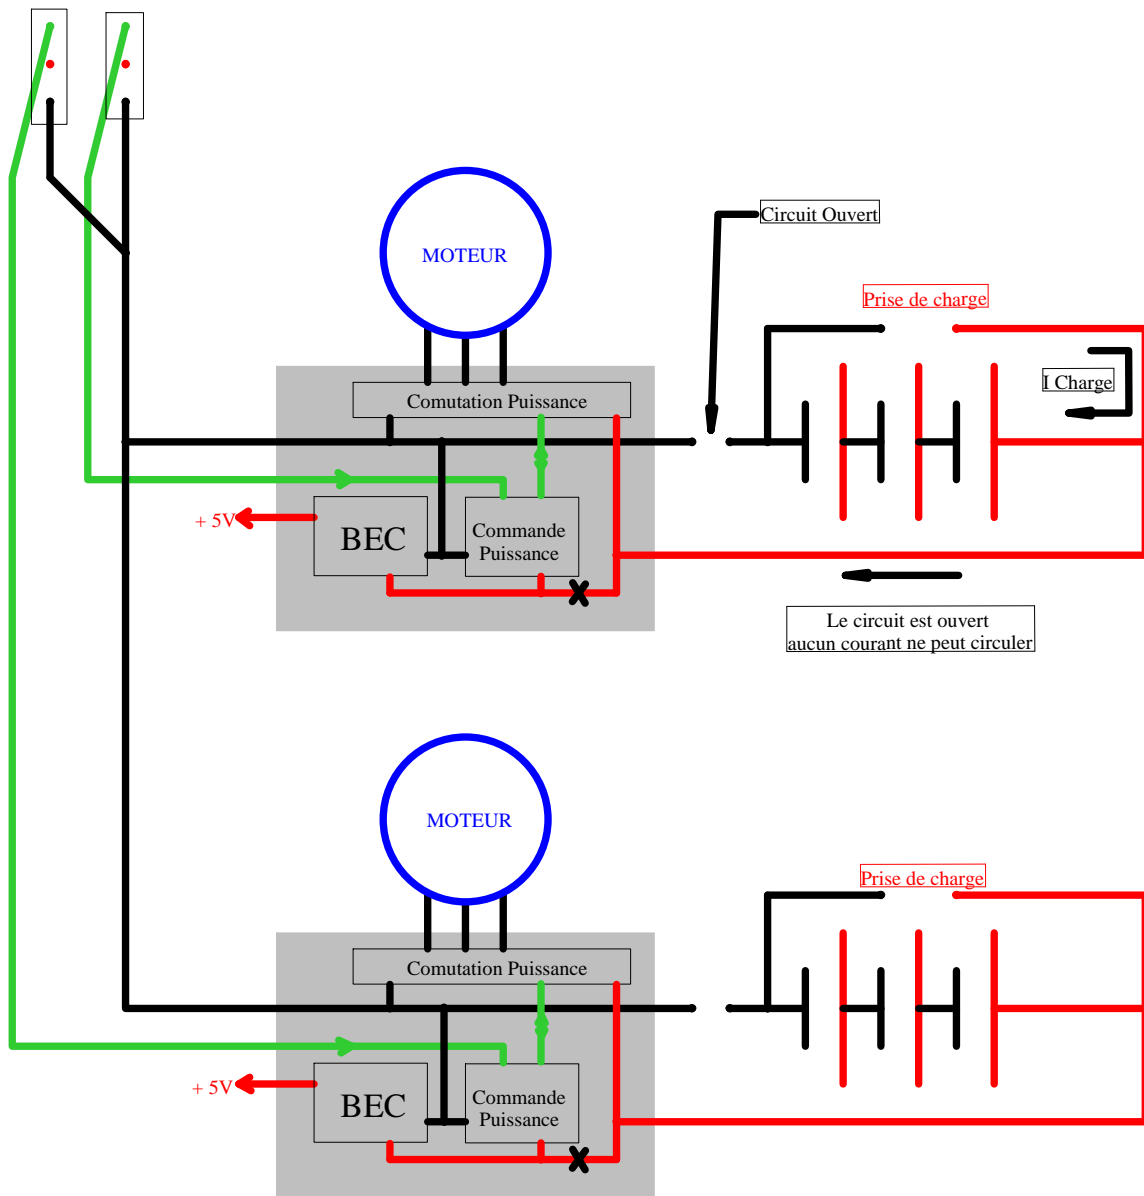 MOTEUR
Circuit Ouvert
Prise de charge
I Charge
Comutation Puissance
+ 5V
BEC
Commande
Puissance
Le circuit est ouvert
aucun courant ne peut circuler
MOTEUR
Prise de charge
Comutation Puissance
+ 5V
BEC
Commande
Puissance